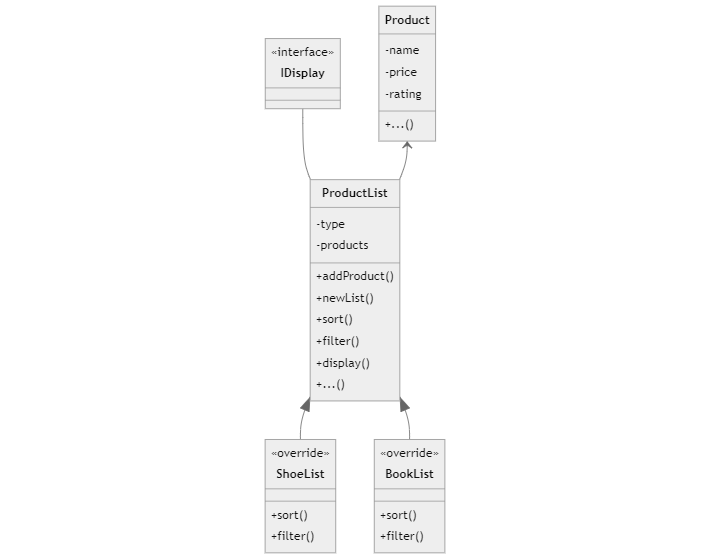 «interface»
IDisplay
Product
-name
-price
-rating
+...()
ProductList
-type
-products
+addProduct()
+newList()
+sort()
+filter()
+display()
+...()
«override»
ShoeList
+sort()
+filter()
«override»
BookList
+sort()
+filter()